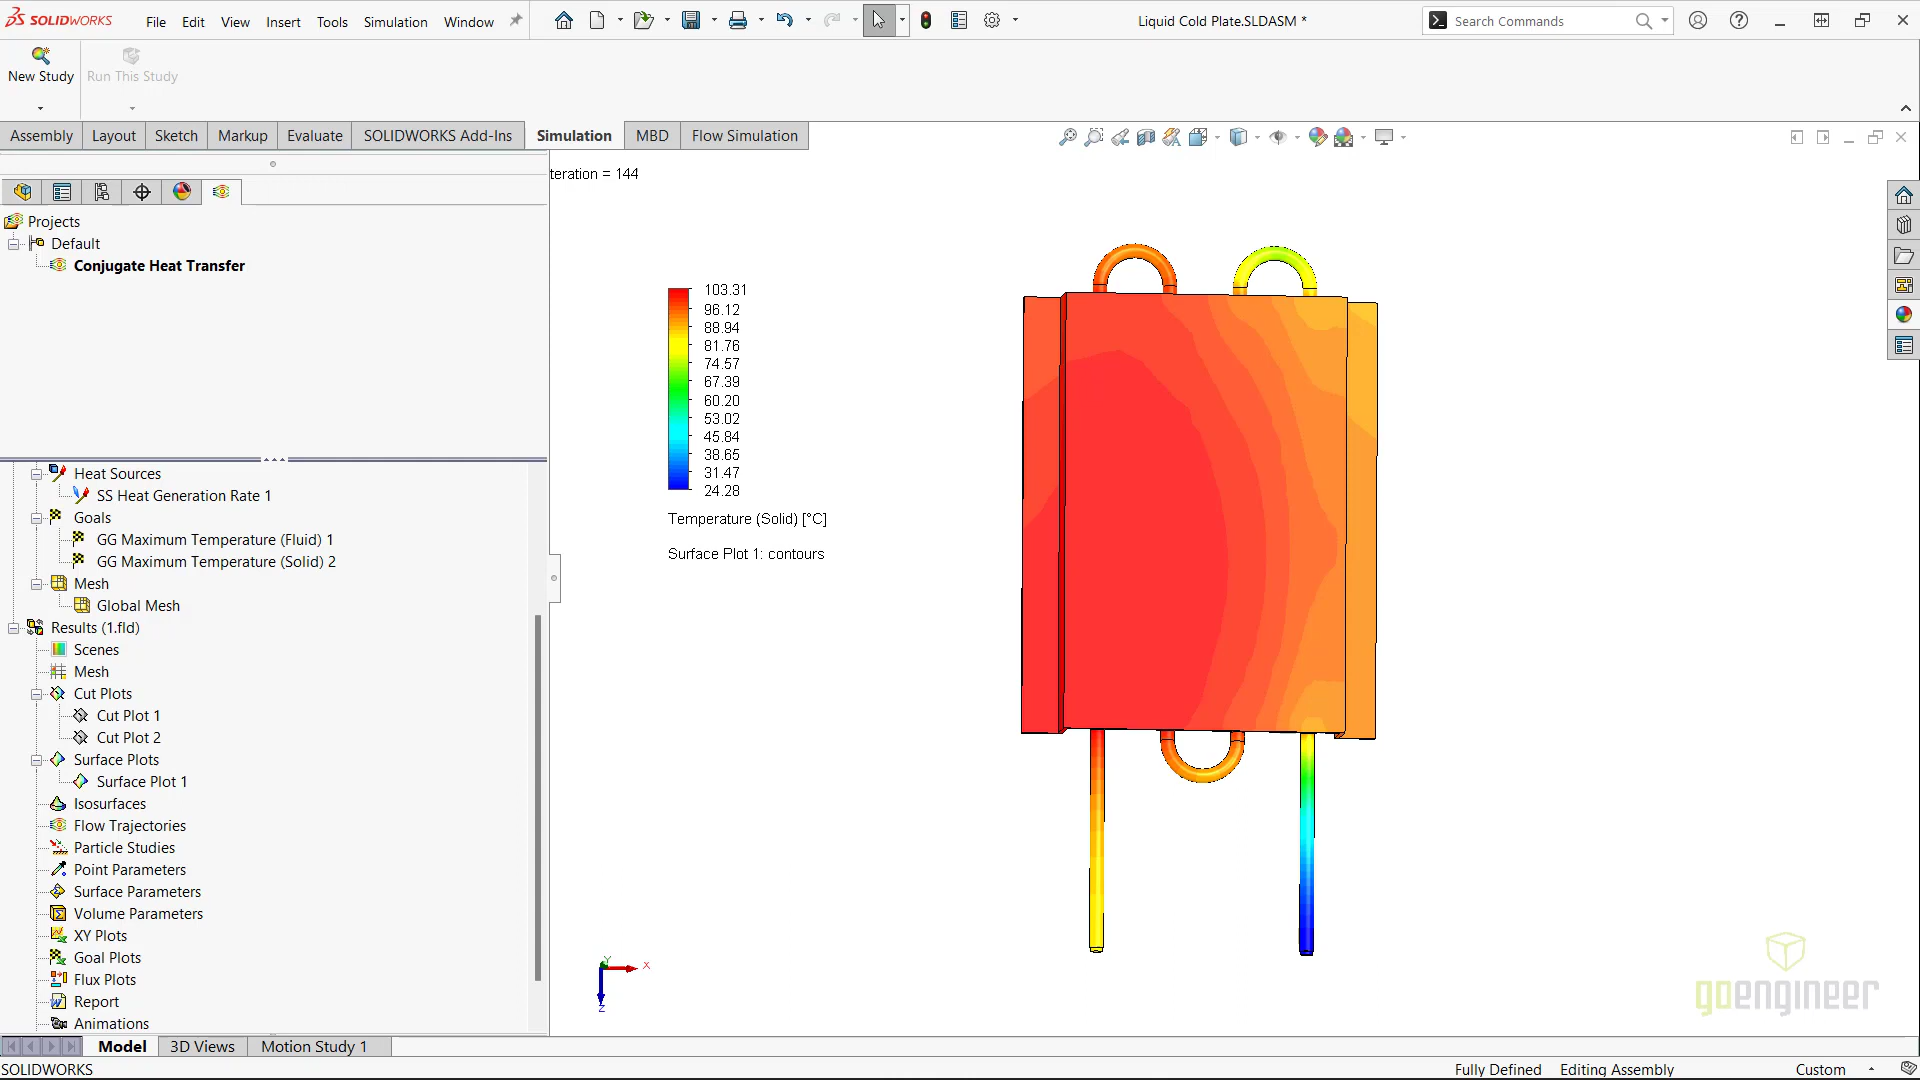 SOLIDWORKS
File Edit View Insert Tools Simulation Window
Liquid Cold Plate.SLDASM *
Search Commands
New Study
Run This Study
Assembly Layout Sketch Markup Evaluate SOLIDWORKS Add-Ins Simulation MBD Flow Simulation
teration = 144
Projects
Default
Conjugate Heat Transfer
Heat Sources
SS Heat Generation Rate 1
Goals
GG Maximum Temperature (Fluid) 1
GG Maximum Temperature (Solid) 2
Mesh
Global Mesh
Results (1.fld)
Scenes
Mesh
Cut Plots
Cut Plot 1
Cut Plot 2
Surface Plots
Surface Plot 1
Isosurfaces
Flow Trajectories
Particle Studies
Point Parameters
Surface Parameters
Volume Parameters
XY Plots
Goal Plots
Flux Plots
Report
Animations
103.31
96.12
88.94
81.76
74.57
67.39
60.20
53.02
45.84
38.65
31.47
24.28
Temperature (Solid) [°C]
Surface Plot 1: contours
Y
X
Z
goengineer
Model 3D Views Motion Study 1
SOLIDWORKS
Fully Defined Editing Assembly Custom